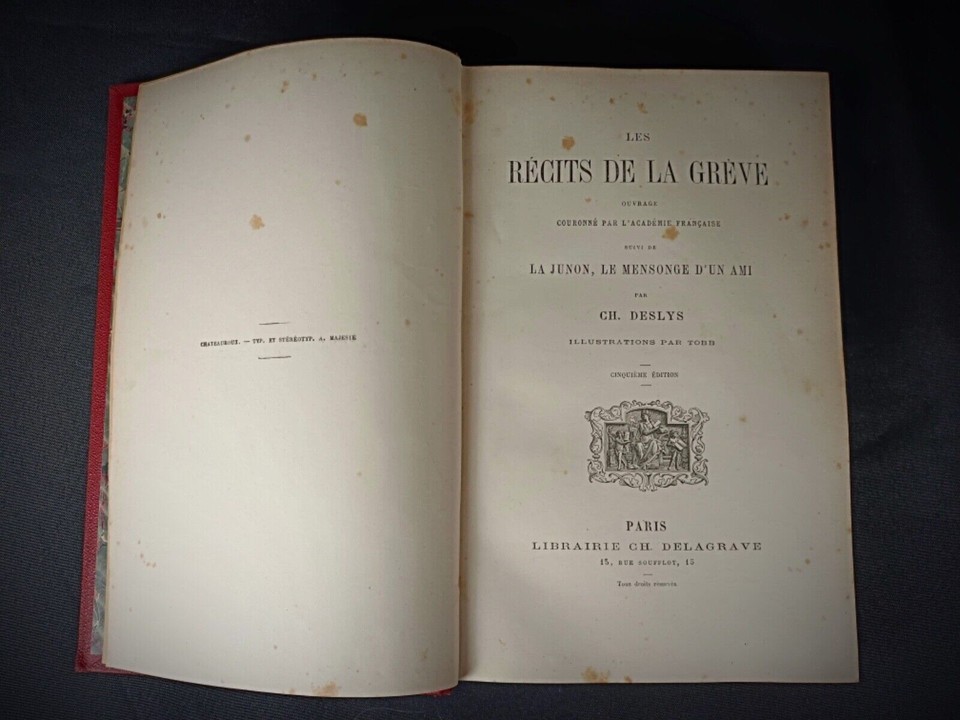 CHATEAUROUX. — TYP. ET STÉRÉOTYP. A. MAJESTÉ
LES
RÉCITS DE LA GRÈVE
OUVRAGE
COURONNÉ PAR L'ACADÉMIE FRANÇAISE
SUIVI DE
LA JUNON, LE MENSONGE D'UN AMI
PAR
CH. DESLYS
ILLUSTRATIONS PAR TOBB
CINQUIÈME ÉDITION
PARIS
LIBRAIRIE CH. DELAGRAVE
15, RUE SOUFFLOT, 15
Tous droits réservés